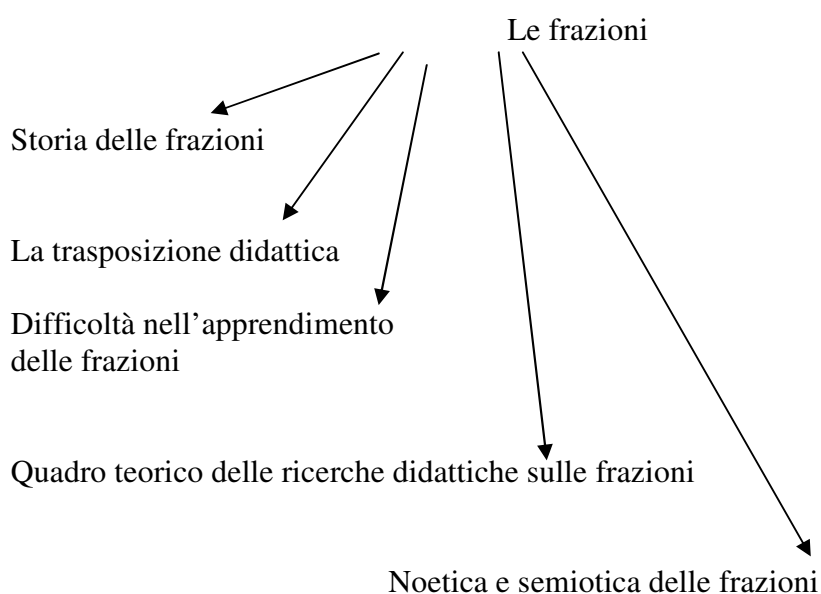 Le frazioni
Storia delle frazioni
La trasposizione didattica
Difficoltà nell'apprendimento
delle frazioni
Quadro teorico delle ricerche didattiche sulle frazioni
Noetica e semiotica delle frazioni